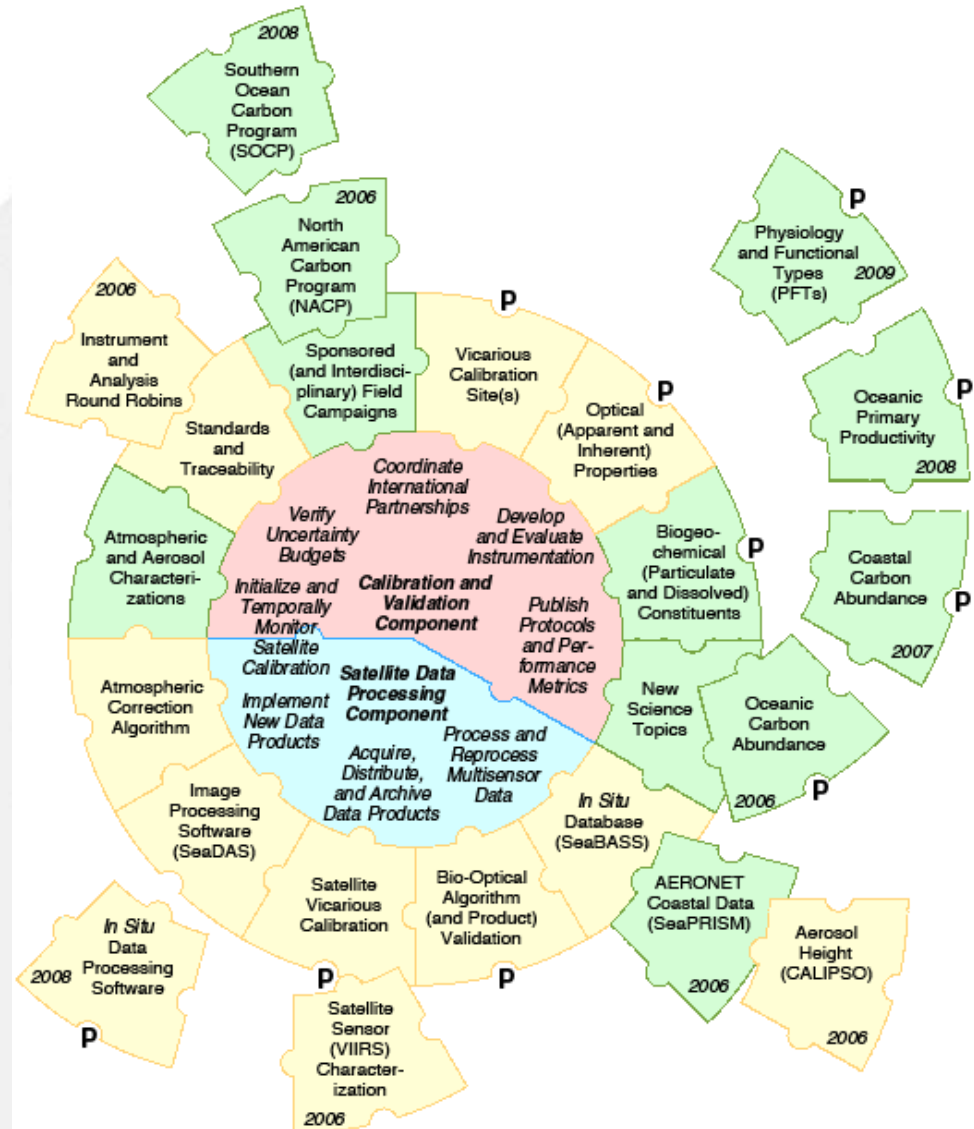 2008
Southern
Ocean
Carbon
Program
(SOCP)
2006
North
American
Carbon
Program
(NACP)
P
Physiology
and Functional
Types
(PFTs)
2009
2006
Instrument
and
Analysis
Round Robins
Standards
and
Traceability
Sponsored
(and Interdisci-
plinary) Field
Campaigns
P
Vicarious
Calibration
Site(s)
P
Optical
(Apparent and
Inherent)
Properties
P
Oceanic
Primary
Productivity
2008
Atmospheric
and Aerosol
Characteri-
zations
Verify
Uncertainty
Budgets
Coordinate
International
Partnerships
Develop
and Evaluate
Instrumentation
P
Biogeo-
chemical
(Particulate
and Dissolved)
Constituents
Coastal
Carbon
Abundance
P
2007
Initialize and
Temporally
Monitor
Satellite
Calibration
Calibration and
Validation
Component
Publish
Protocols
and Per-
formance
Metrics
Atmospheric
Correction
Algorithm
Implement
New Data
Products
Satellite Data
Processing
Component
Acquire,
Distribute,
and Archive
Data Products
Process and
Reprocess
Multisensor
Data
New
Science
Topics
Oceanic
Carbon
Abundance
2006
P
Image
Processing
Software
(SeaDAS)
Satellite
Vicarious
Calibration
P
Bio-Optical
Algorithm
(and Product)
Validation
P
In Situ
Database
(SeaBASS)
AERONET
Coastal Data
(SeaPRISM)
2006
Aerosol
Height
(CALIPSO)
2006
In Situ
Data
Processing
Software
2008
P
Satellite
Sensor
(VIIRS)
Character-
ization
2006